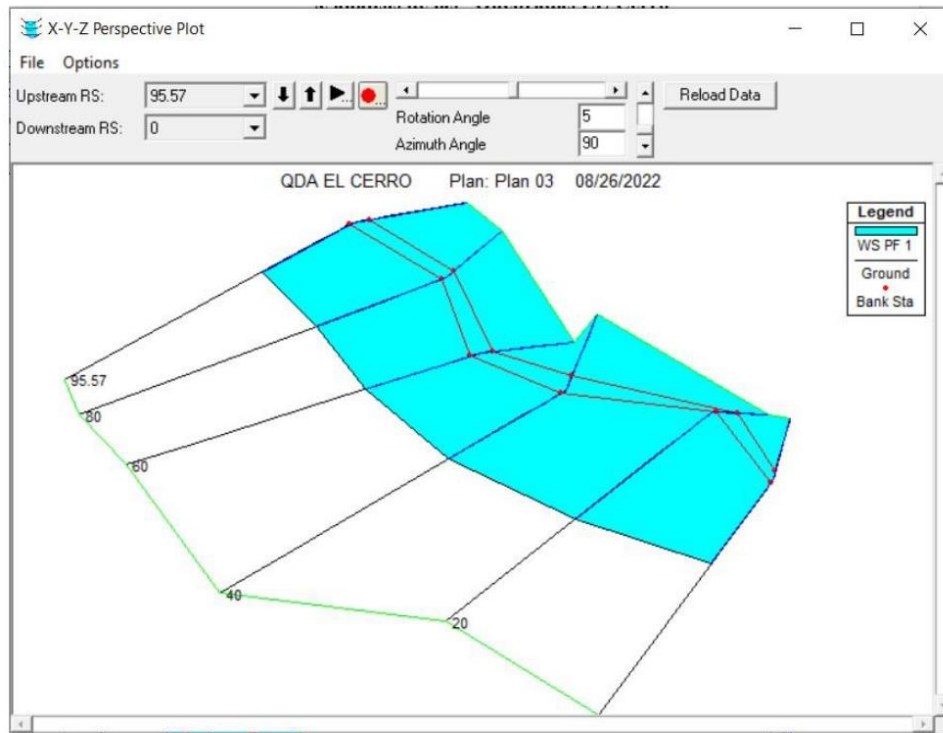 X-Y-Z Perspective Plot
File Options
Upstream RS: 95.57
Downstream RS: 0
Rotation Angle 5
Azimuth Angle 90
Reload Data
QDA EL CERRO Plan: Plan 03 08/26/2022
Legend
WS PF 1
Ground
Bank Sta
95.57
80
60
40
20